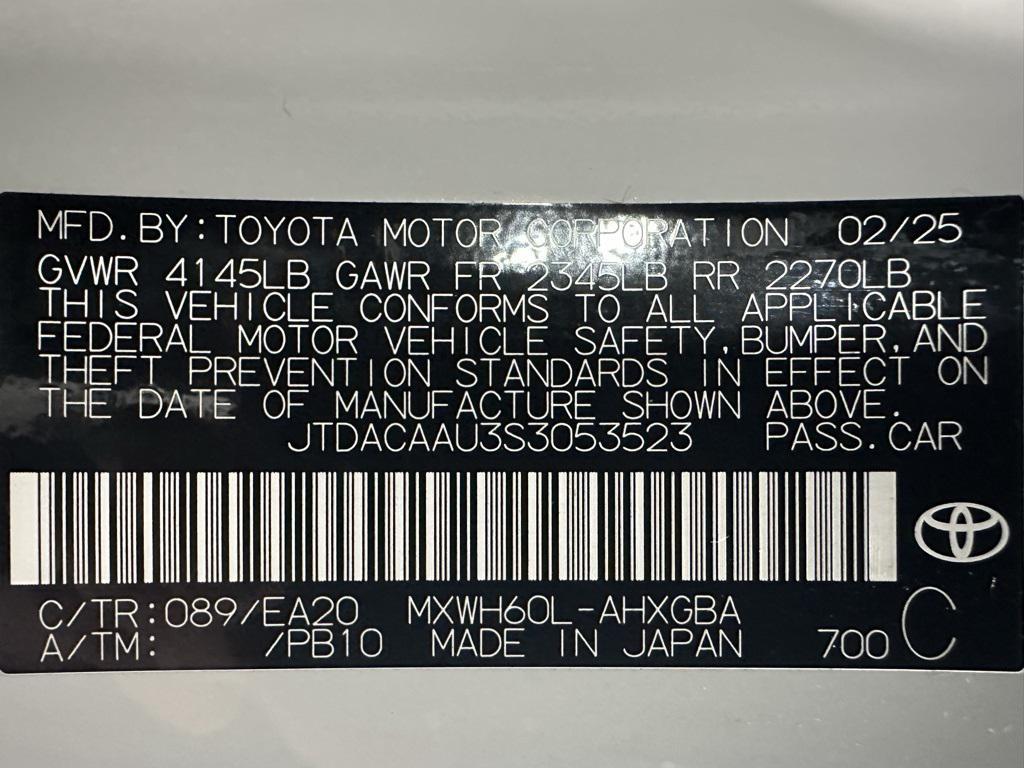 MFD.BY:TOYOTA MOTOR CORPORATION 02/25
GVWR 4145LB GAWR FR 2345LB RR 2270LB
THIS VEHICLE CONFORMS TO ALL APPLICABLE
FEDERAL MOTOR VEHICLE SAFETY,BUMPER,AND
THEFT PREVENTION STANDARDS IN EFFECT ON
THE DATE OF MANUFACTURE SHOWN ABOVE.
JTDACAAU3S3053523 PASS.CAR
C/TR:089/EA20 MXWH60L-AHXGBA C
A/TM: /PB10 MADE IN JAPAN 700